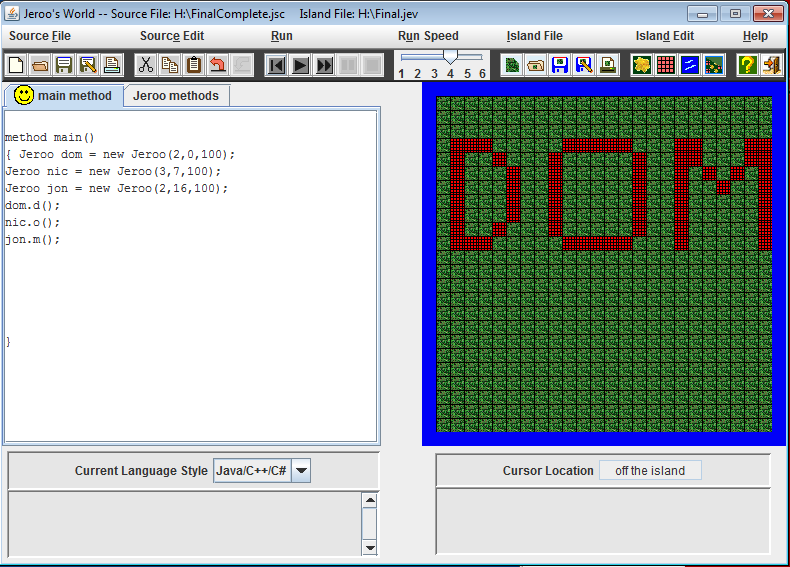 Jeroo's World -- Source File: H:\FinalComplete.jsc Island File: H:\Final.jev
Source File Source Edit Run Run Speed Island File Island Edit Help
1 2 3 4 5 6
main method Jeroo methods
method main()
{ Jeroo dom = new Jeroo(2,0,100);
Jeroo nic = new Jeroo(3,7,100);
Jeroo jon = new Jeroo(2,16,100);
dom.d();
nic.o();
jon.m();
}
DOM
Current Language Style Java/C++/C#
Cursor Location off the island